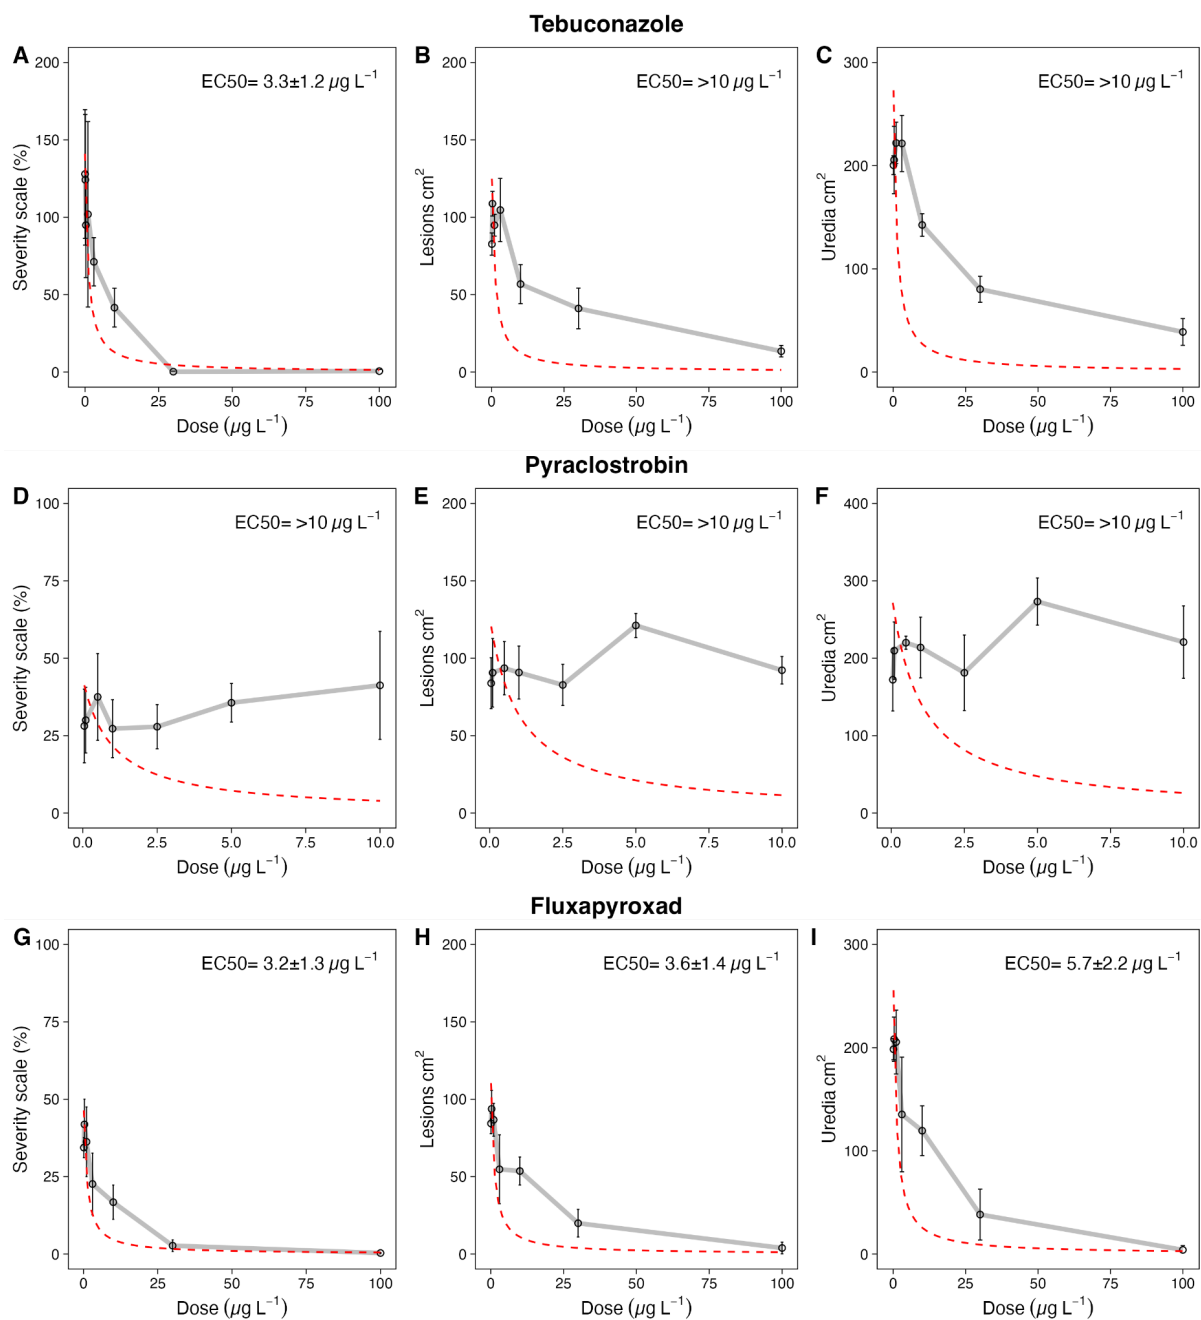 Tebuconazole
A
EC50= 3.3±1.2 µg L⁻¹
Severity scale (%)
200
150
100
50
0
0 25 50 75 100
Dose (µg L⁻¹)
B
EC50= >10 µg L⁻¹
Lesions cm²
200
150
100
50
0
0 25 50 75 100
Dose (µg L⁻¹)
C
EC50= >10 µg L⁻¹
Uredia cm²
300
200
100
0
0 25 50 75 100
Dose (µg L⁻¹)
Pyraclostrobin
D
EC50= >10 µg L⁻¹
Severity scale (%)
100
75
50
25
0
0.0 2.5 5.0 7.5 10.0
Dose (µg L⁻¹)
E
EC50= >10 µg L⁻¹
Lesions cm²
200
150
100
50
0
0.0 2.5 5.0 7.5 10.0
Dose (µg L⁻¹)
F
EC50= >10 µg L⁻¹
Uredia cm²
400
300
200
100
0
0.0 2.5 5.0 7.5 10.0
Dose (µg L⁻¹)
Fluxapyroxad
G
EC50= 3.2±1.3 µg L⁻¹
Severity scale (%)
100
75
50
25
0
0 25 50 75 100
Dose (µg L⁻¹)
H
EC50= 3.6±1.4 µg L⁻¹
Lesions cm²
200
150
100
50
0
0 25 50 75 100
Dose (µg L⁻¹)
I
EC50= 5.7±2.2 µg L⁻¹
Uredia cm²
300
200
100
0
0 25 50 75 100
Dose (µg L⁻¹)